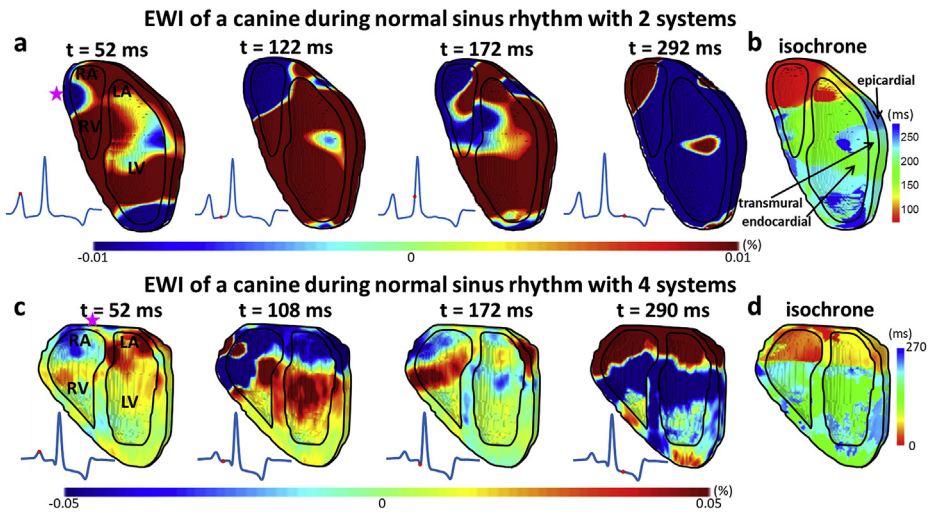 EWI of a canine during normal sinus rhythm with 2 systems
a
t = 52 ms
t = 122 ms
t = 172 ms
t = 292 ms
b
isochrone
RA
LA
RV
LV
epicardial
(ms)
250
200
150
100
transmural
endocardial
-0.01
0
0.01
(%)
EWI of a canine during normal sinus rhythm with 4 systems
c
t = 52 ms
t = 108 ms
t = 172 ms
t = 290 ms
d
isochrone
RA
LA
RV
LV
(ms)
270
0
-0.05
0
0.05
(%)